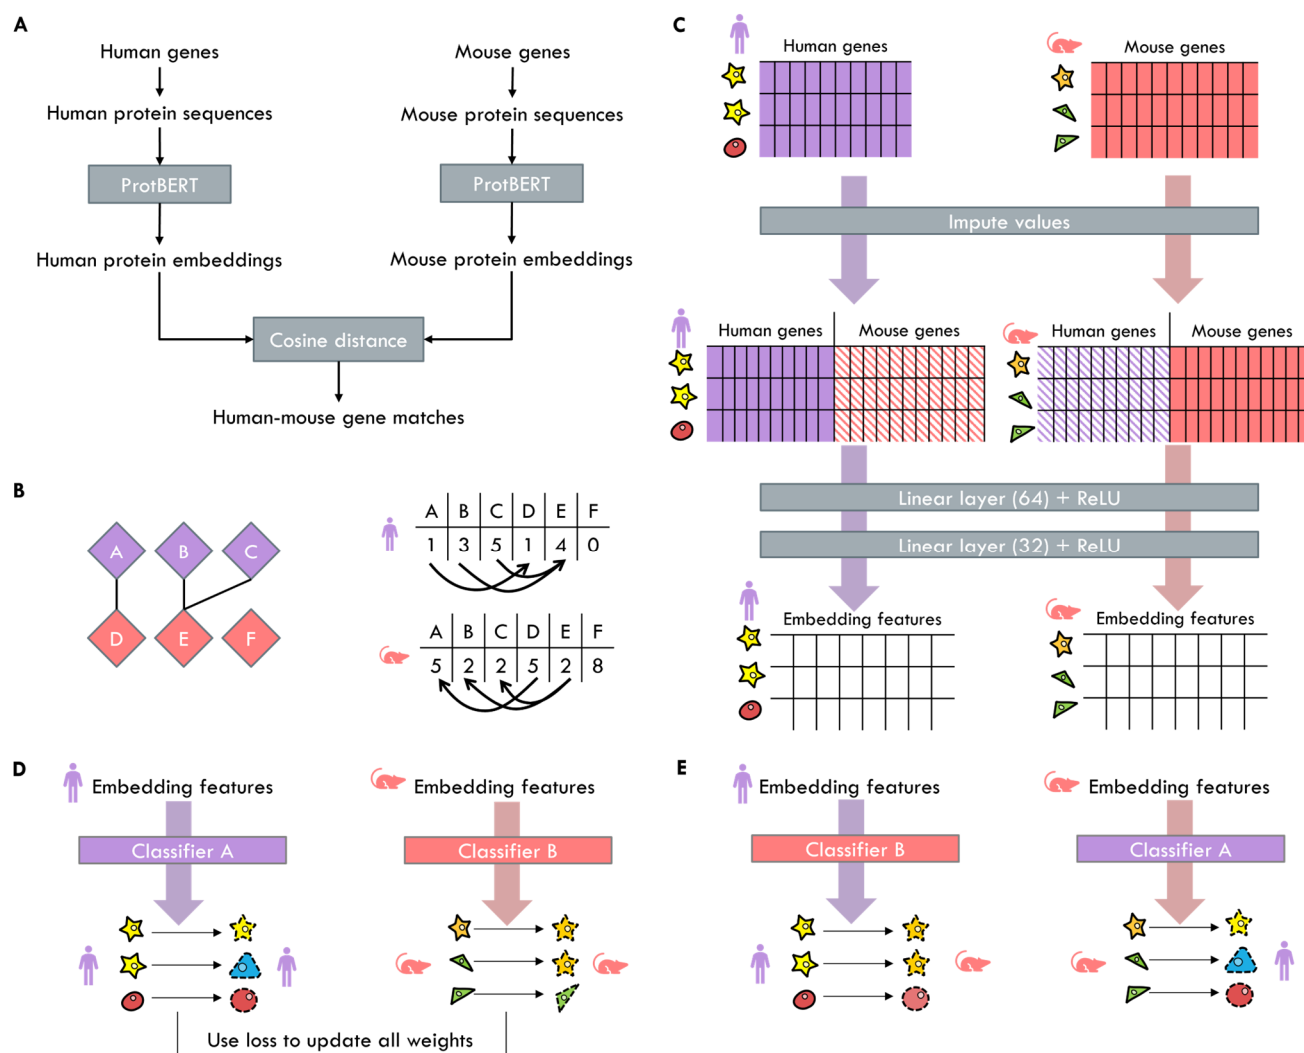 A
Human genes
Mouse genes
Human protein sequences
Mouse protein sequences
ProtBERT
ProtBERT
Human protein embeddings
Mouse protein embeddings
Cosine distance
Human-mouse gene matches
B
A B C
D E F
A B C D E F
1 3 5 1 4 0
A B C D E F
5 2 2 5 2 8
C
Human genes
Mouse genes
Impute values
Human genes
Mouse genes
Human genes
Mouse genes
Linear layer (64) + ReLU
Linear layer (32) + ReLU
Embedding features
Embedding features
D
Embedding features
Embedding features
Classifier A
Classifier B
Use loss to update all weights
E
Embedding features
Embedding features
Classifier B
Classifier A